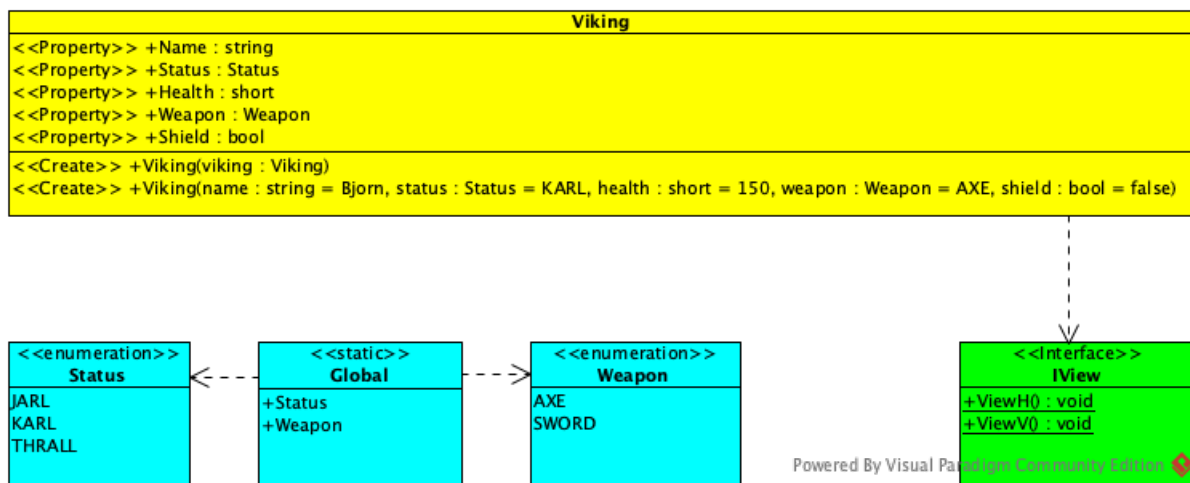 Viking
<<Property>> +Name : string
<<Property>> +Status : Status
<<Property>> +Health : short
<<Property>> +Weapon : Weapon
<<Property>> +Shield : bool
<<Create>> +Viking(viking : Viking)
<<Create>> +Viking(name : string = Bjorn, status : Status = KARL, health : short = 150, weapon : Weapon = AXE, shield : bool = false)
<<enumeration>>
Status
JARL
KARL
THRALL
<<static>>
Global
+Status
+Weapon
<<enumeration>>
Weapon
AXE
SWORD
<<Interface>>
IView
+ViewH() : void
+ViewV() : void
Powered By Visual Paradigm Community Edition